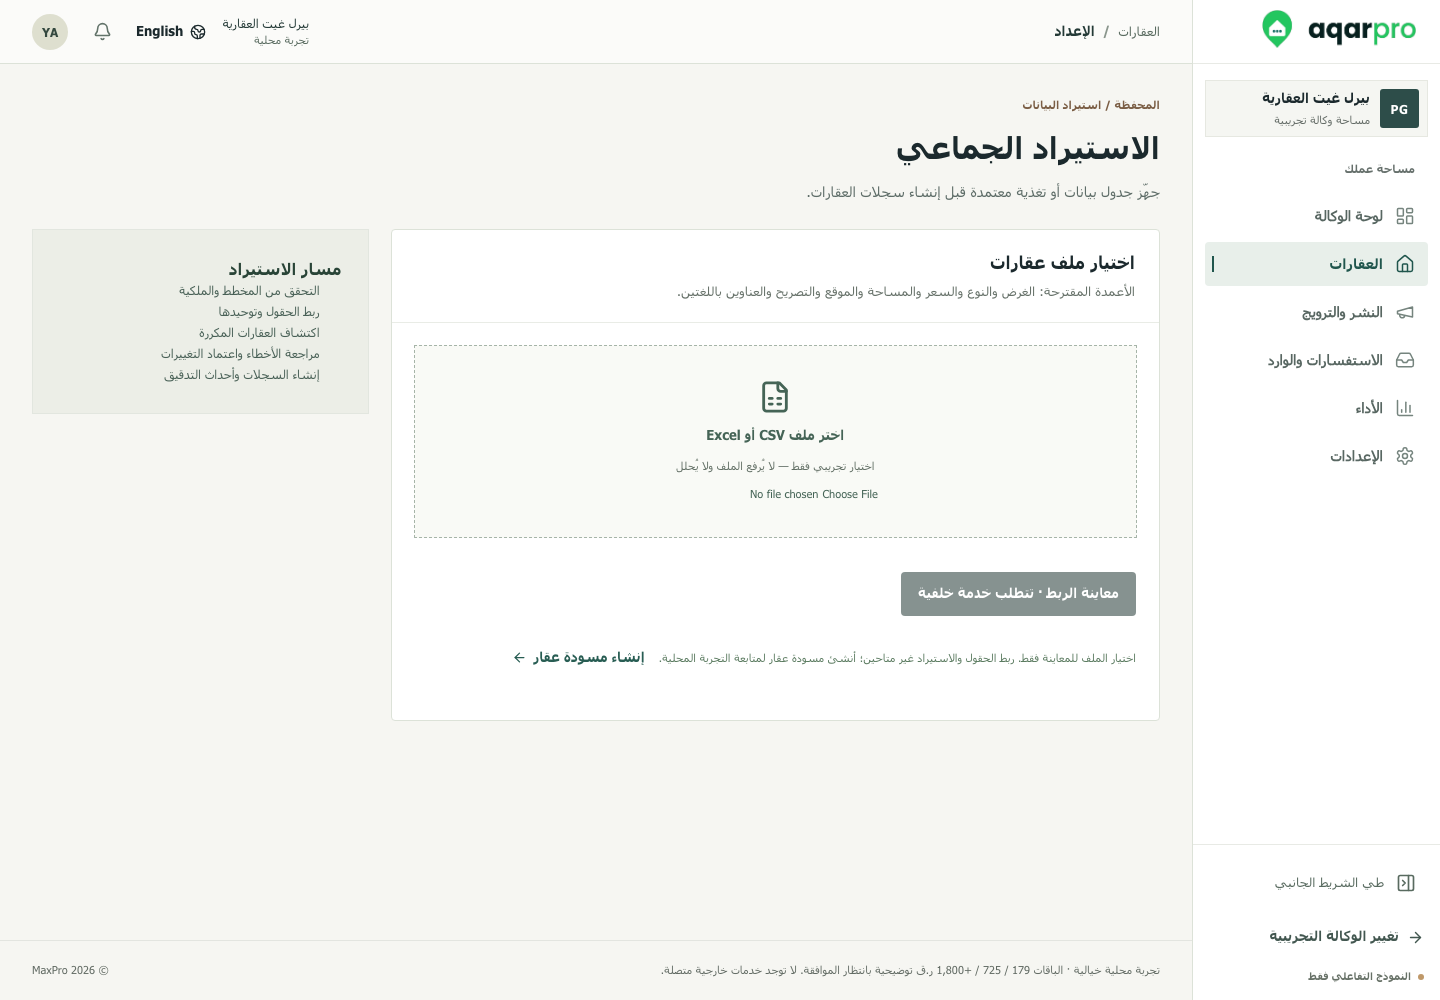 aqarpro
PG
بيرل غيت العقارية
مساحة وكالة تجريبية
مساحة عملك
لوحة الوكالة
العقارات
النشر والترويج
الاستفسارات والوارد
الأداء
الإعدادات
طي الشريط الجانبي
تغيير الوكالة التجريبية
النموذج التفاعلي فقط
العقارات / الإعداد
بيرل غيت العقارية
تجربة محلية
English
YA
المحفظة / استيراد البيانات
الاستيراد الجماعي
جهّز جدول بيانات أو تغذية معتمدة قبل إنشاء سجلات العقارات.
اختيار ملف عقارات
الأعمدة المقترحة: الغرض والنوع والسعر والمساحة والموقع والتصريح والعناوين باللغتين.
اختر ملف CSV أو Excel
اختيار تجريبي فقط — لا يُرفع الملف ولا يُحلل
No file chosen Choose File
معاينة الربط · تتطلب خدمة خلفية
اختيار الملف للمعاينة فقط. ربط الحقول والاستيراد غير متاحين؛ أنشئ مسودة عقار لمتابعة التجربة المحلية.
إنشاء مسودة عقار
مسار الاستيراد
التحقق من المخطط والملكية
ربط الحقول وتوحيدها
اكتشاف العقارات المكررة
مراجعة الأخطاء واعتماد التغييرات
إنشاء السجلات وأحداث التدقيق
تجربة محلية خيالية · الباقات 179 / 725 / +1,800 ر.ق توضيحية بانتظار الموافقة. لا توجد خدمات خارجية متصلة.
© 2026 MaxPro